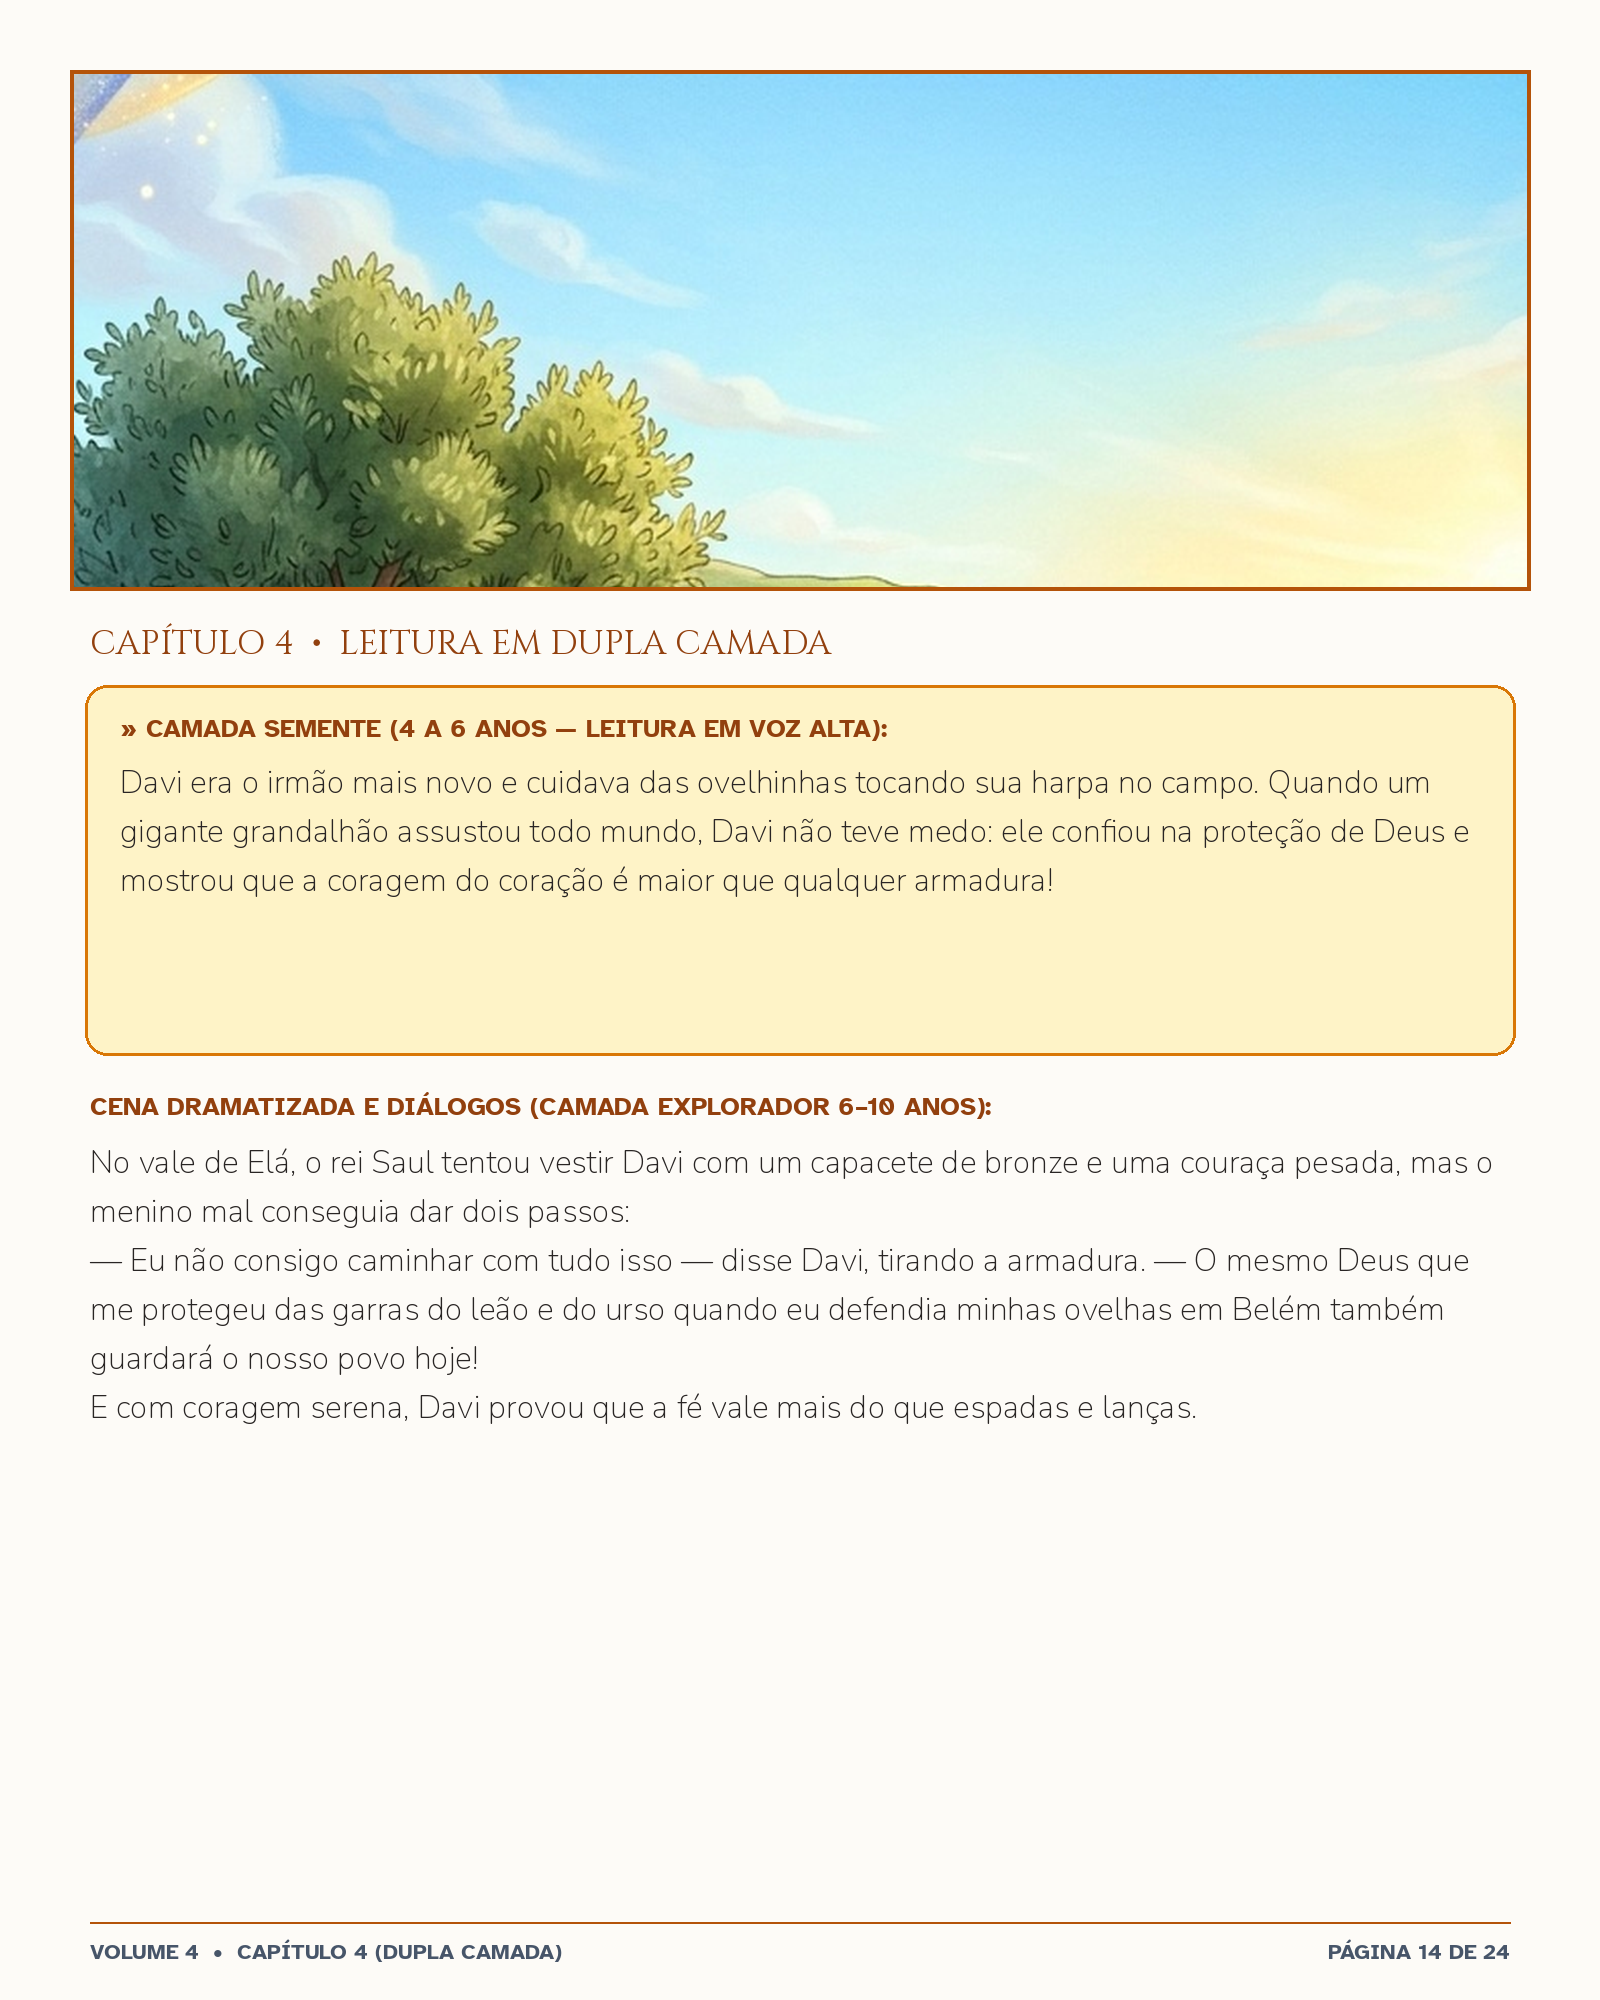 CAPÍTULO 4 • LEITURA EM DUPLA CAMADA
» CAMADA SEMENTE (4 A 6 ANOS — LEITURA EM VOZ ALTA):
Davi era o irmão mais novo e cuidava das ovelhinhas tocando sua harpa no campo. Quando um
gigante grandalhão assustou todo mundo, Davi não teve medo: ele confiou na proteção de Deus e
mostrou que a coragem do coração é maior que qualquer armadura!
CENA DRAMATIZADA E DIÁLOGOS (CAMADA EXPLORADOR 6–10 ANOS):
No vale de Elá, o rei Saul tentou vestir Davi com um capacete de bronze e uma couraça pesada, mas o
menino mal conseguia dar dois passos:
— Eu não consigo caminhar com tudo isso — disse Davi, tirando a armadura. — O mesmo Deus que
me protegeu das garras do leão e do urso quando eu defendia minhas ovelhas em Belém também
guardará o nosso povo hoje!
E com coragem serena, Davi provou que a fé vale mais do que espadas e lanças.
VOLUME 4 • CAPÍTULO 4 (DUPLA CAMADA)
PÁGINA 14 DE 24